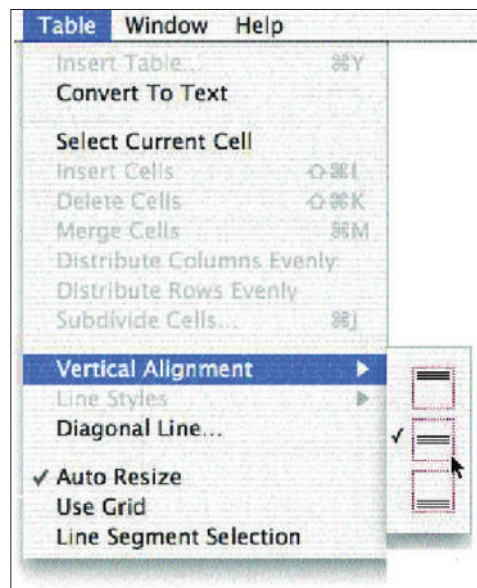 Table Window Help
Insert Table... ⌘Y
Convert To Text
Select Current Cell
Insert Cells ⇧⌘I
Delete Cells ⇧⌘K
Merge Cells ⌘M
Distribute Columns Evenly
Distribute Rows Evenly
Subdivide Cells... ⌘J
Vertical Alignment
Line Styles
Diagonal Line...
✓ Auto Resize
Use Grid
Line Segment Selection